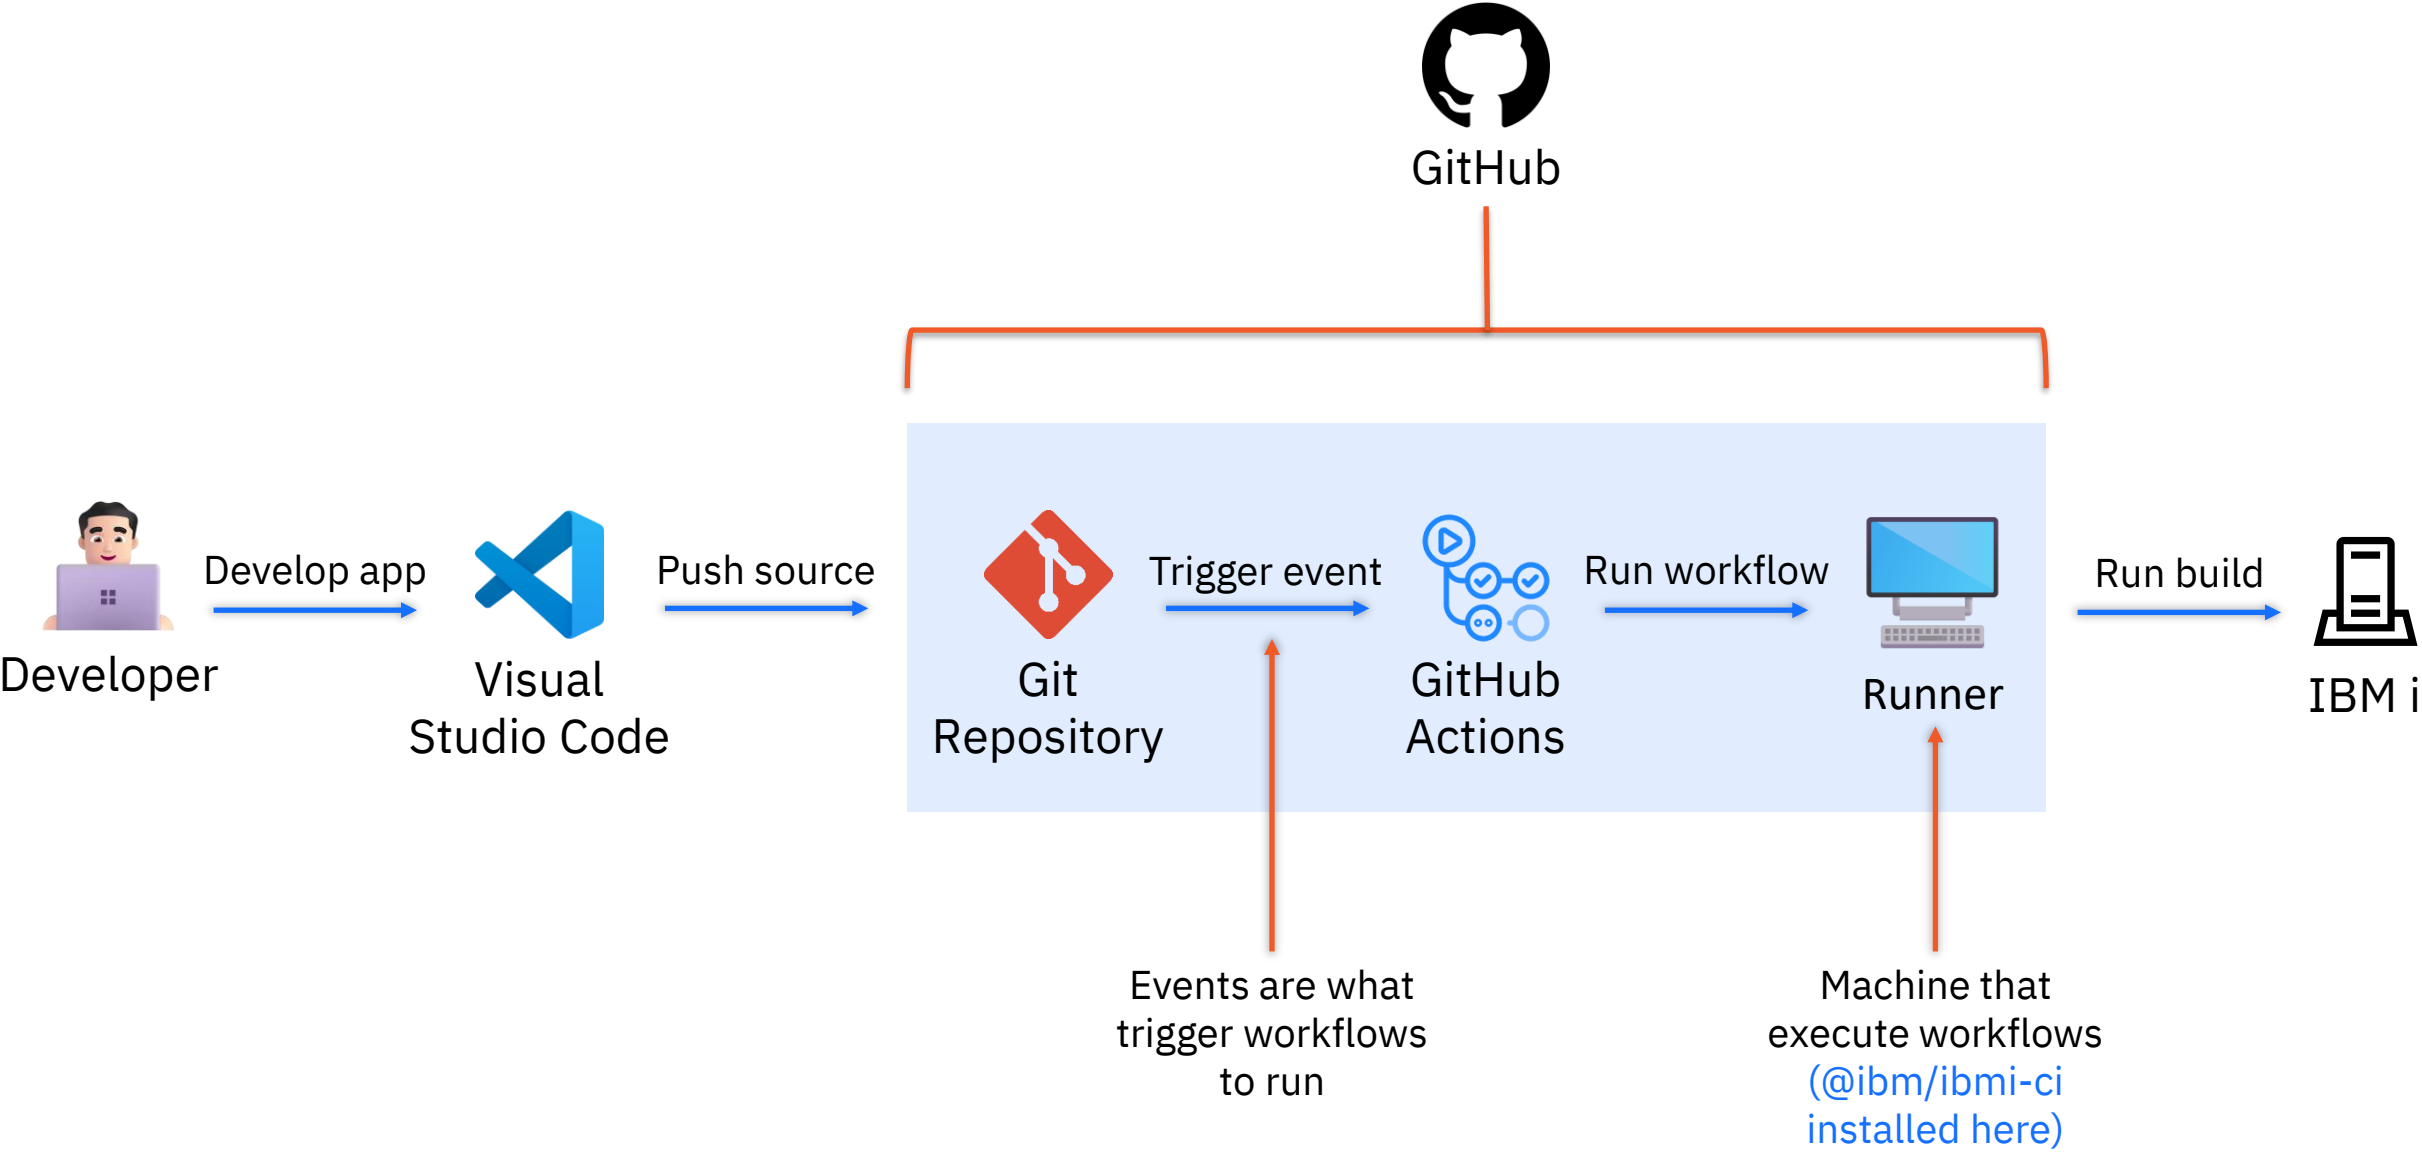 GitHub
Develop app
Push source
Trigger event
Run workflow
Run build
Developer
Visual
Studio Code
Git
Repository
GitHub
Actions
Runner
IBM i
Events are what
trigger workflows
to run
Machine that
execute workflows
(@ibm/ibmi-ci
installed here)